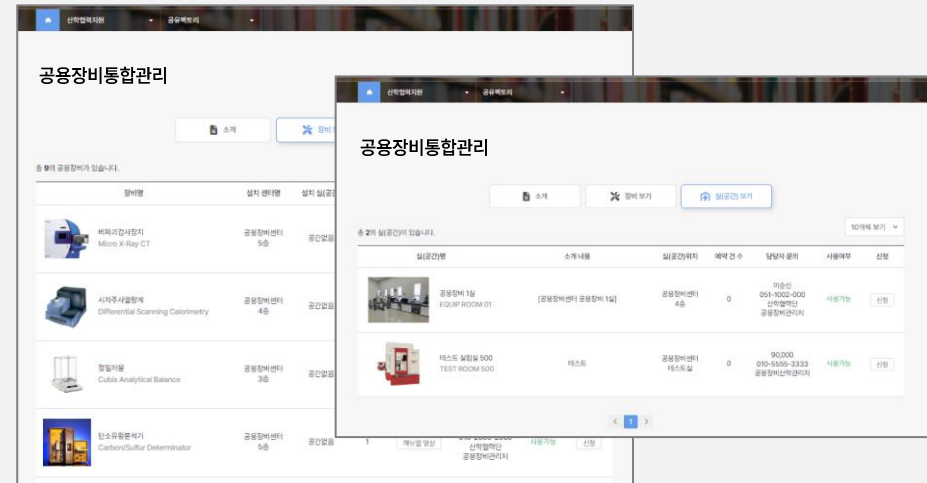 산학협력지원
공유팩토리
공용장비통합관리
소개
총 9의 공용장비가 있습니다.
장비명
설치 센터명
비파괴검사장치
Micro X-Ray CT
공용장비센터
5층
공간없음
시차주사열량계
Differential Scanning Calorimetry
공용장비센터
4층
공간없음
정밀저울
Cubis Analytical Balance
공용장비센터
3층
공간없음
탄소유황분석기
Carbon/Sulfur Determinator
공용장비센터
5층
공간없음
1
매뉴얼 영상
산학협력단
공용장비관리처
사용가능
신청
산학협력지원
공유팩토리
공용장비통합관리
소개
장비 보기
실(공간) 보기
총 2의 실(공간)이 있습니다.
10개씩 보기
실(공간)명
소개 내용
실(공간)위치
예약 건 수
담당자 문의
사용여부
신청
공용장비 1실
EQUIP ROOM 01
[공용장비센터 공용장비 1실]
공용장비센터
4층
0
이순신
051-1002-000
산학협력단
공용장비관리처
사용가능
신청
테스트 실험실 500
TEST ROOM 500
테스트
공용장비센터
테스트실
0
90,000
010-5555-3333
공용장비산학관리처
사용가능
신청
< 1 >